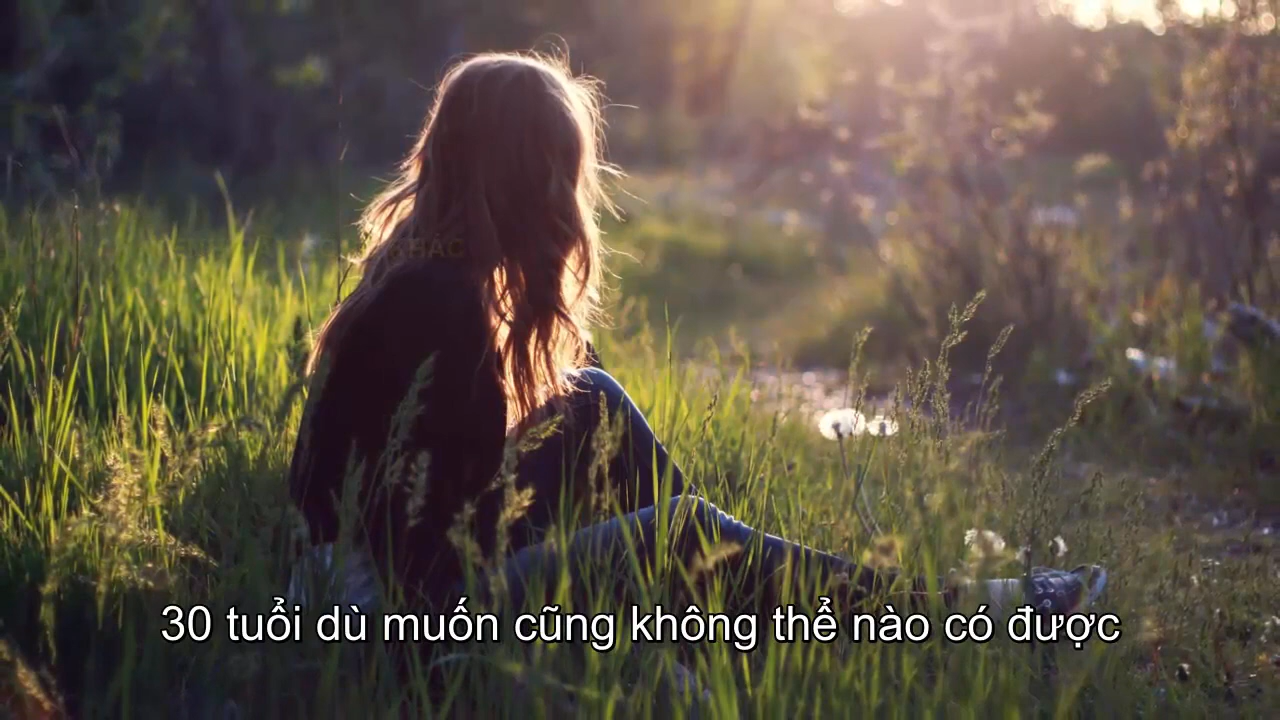 30 tuổi dù muốn cũng không thể nào có được